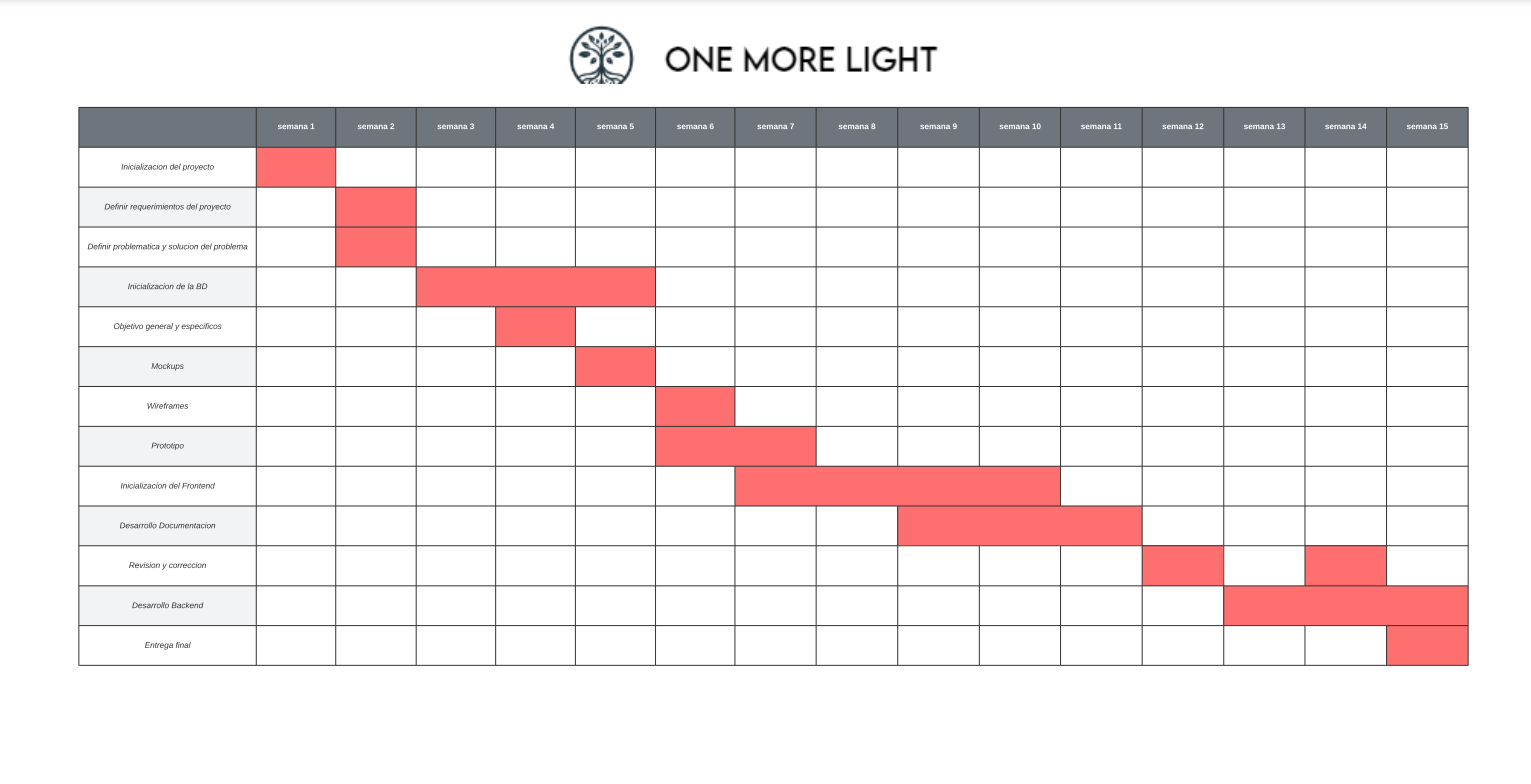 ONE MORE LIGHT
semana 1 semana 2 semana 3 semana 4 semana 5 semana 6 semana 7 semana 8 semana 9 semana 10 semana 11 semana 12 semana 13 semana 14 semana 15
Inicializacion del proyecto
Definir requerimientos del proyecto
Definir problematica y solucion del problema
Inicializacion de la BD
Objetivo general y especificos
Mockups
Wireframes
Prototipo
Inicializacion del Frontend
Desarrollo Documentacion
Revision y correccion
Desarrollo Backend
Entrega final